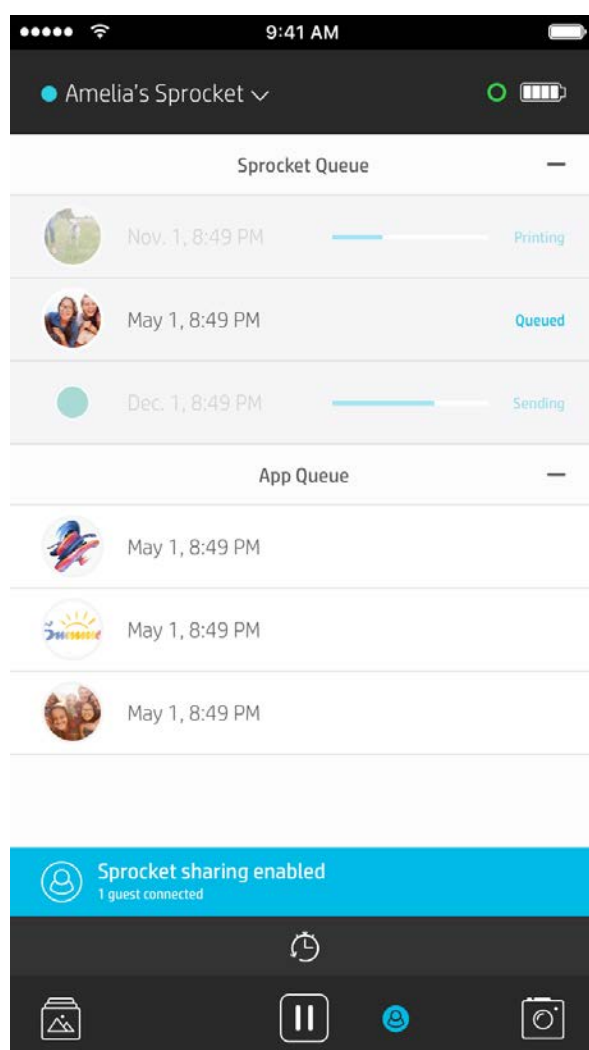 9:41 AM
Amelia's Sprocket
Sprocket Queue
Nov. 1, 8:49 PM Printing
May 1, 8:49 PM Queued
Dec. 1, 8:49 PM Sending
App Queue
May 1, 8:49 PM
May 1, 8:49 PM
May 1, 8:49 PM
Sprocket sharing enabled
1 guest connected